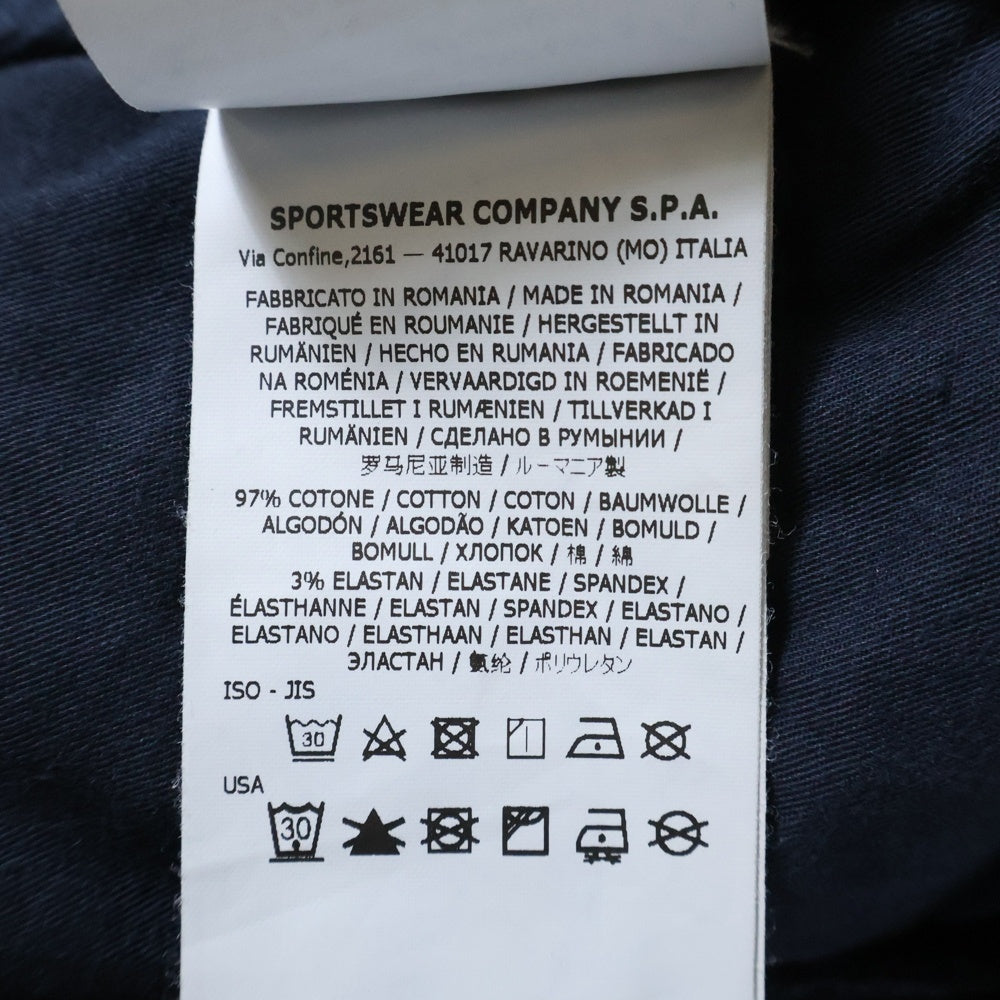 SPORTSWEAR COMPANY S.P.A.
Via Confine,2161 — 41017 RAVARINO (MO) ITALIA
FABBRICATO IN ROMANIA / MADE IN ROMANIA /
FABRIQUÉ EN ROUMANIE / HERGESTELLT IN
RUMÄNIEN / HECHO EN RUMANIA / FABRICADO
NA ROMÉNIA / VERVAARDIGD IN ROEMENIË /
FREMSTILLET I RUMÆNIEN / TILLVERKAD I
RUMÄNIEN / СДЕЛАНО В РУМЫНИИ /
罗马尼亚制造 / ルーマニア製
97% COTONE / COTTON / COTON / BAUMWOLLE /
ALGODÓN / ALGODÃO / KATOEN / BOMULD /
BOMULL / ХЛОПОК / 棉 / 綿
3% ELASTAN / ELASTANE / SPANDEX /
ÉLASTHANNE / ELASTAN / SPANDEX / ELASTANO /
ELASTANO / ELASTHAAN / ELASTHAN / ELASTAN /
ЭЛАСТАН / 氨纶 / ポリウレタン
ISO - JIS
30
USA
30